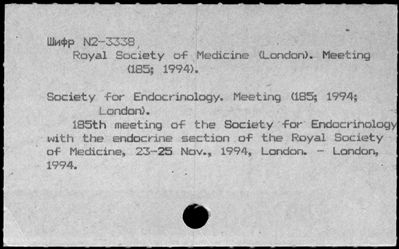 Шифр N2-3338
Royal Society of Medicine (London). Meeting
(185; 1994).
Society for Endocrinology. Meeting (185; 1994;
London).
185th meeting of the Society for Endocrinology
with the endocrine section of the Royal Society
of Medicine, 23-25 Nov., 1994, London. - London,
1994.